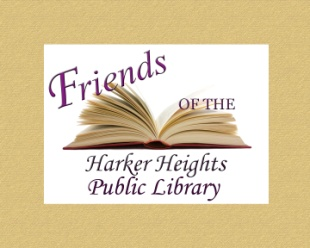 Friends
OF THE
Harker Heights
Public Library